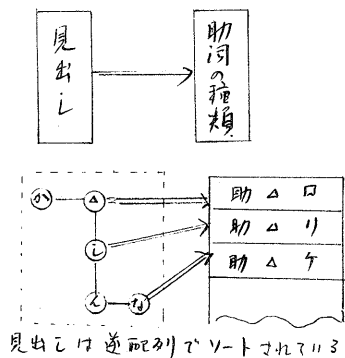 見出し
助詞の種類
か
△
し
ん
な
助 △ ロ
助 △ リ
助 △ ケ
見出しは逆配列でソートされている